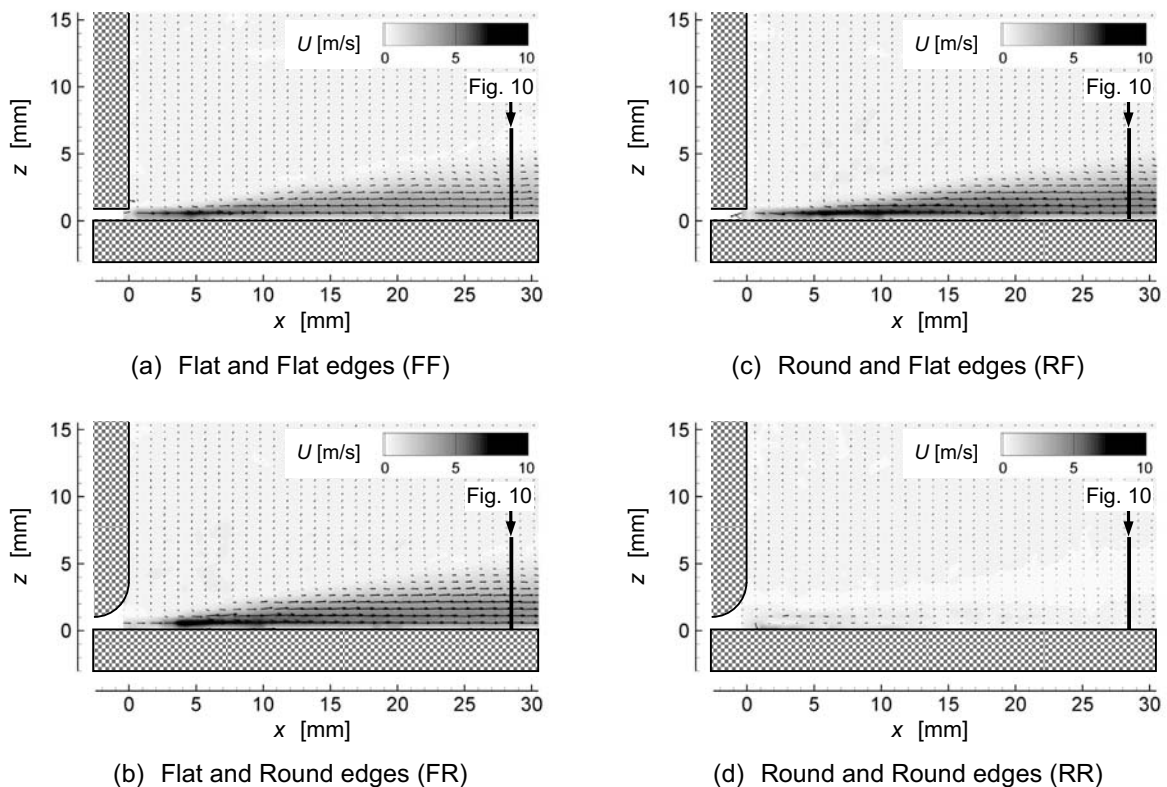 15
10
5
0
z [mm]
U [m/s]
0 5 10
Fig. 10
0 5 10 15 20 25 30
x [mm]
(a) Flat and Flat edges (FF)
15
10
5
0
z [mm]
U [m/s]
0 5 10
Fig. 10
0 5 10 15 20 25 30
x [mm]
(c) Round and Flat edges (RF)
15
10
5
0
z [mm]
U [m/s]
0 5 10
Fig. 10
0 5 10 15 20 25 30
x [mm]
(b) Flat and Round edges (FR)
15
10
5
0
z [mm]
U [m/s]
0 5 10
Fig. 10
0 5 10 15 20 25 30
x [mm]
(d) Round and Round edges (RR)